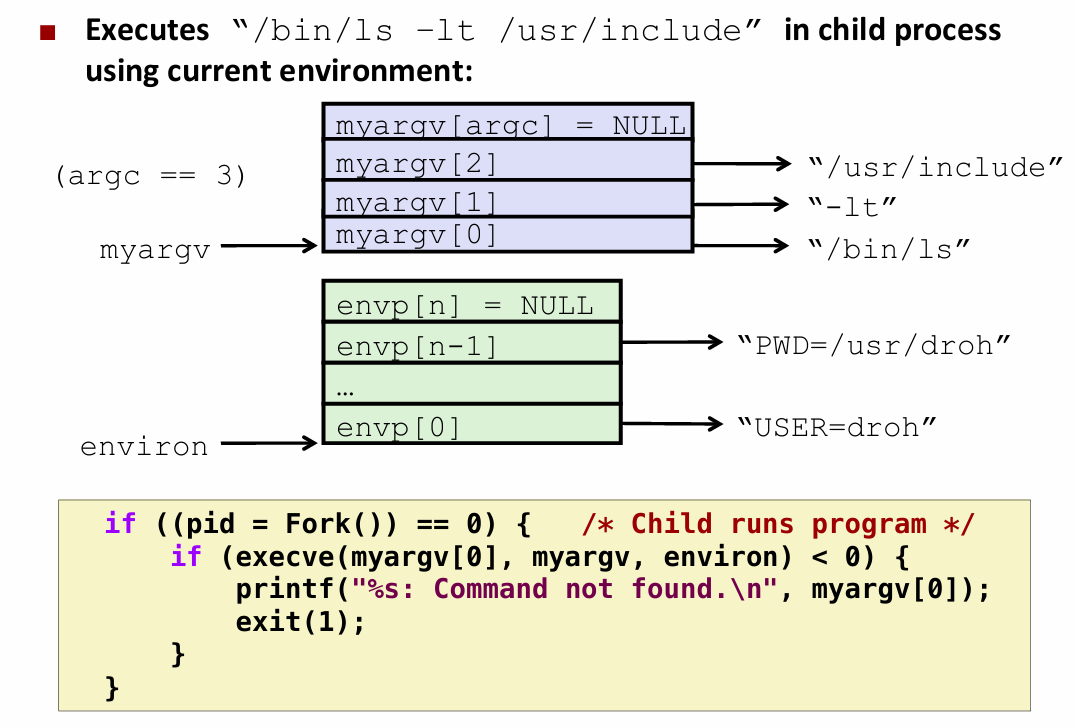 Executes “/bin/ls –lt /usr/include” in child process
using current environment:
myargv[argc] = NULL
(argc == 3)
myargv[2]
“/usr/include”
myargv[1]
“-lt”
myargv
myargv[0]
“/bin/ls”
envp[n] = NULL
envp[n-1]
“PWD=/usr/droh”
…
environ
envp[0]
“USER=droh”
if ((pid = Fork()) == 0) {   /* Child runs program */
    if (execve(myargv[0], myargv, environ) < 0) {
        printf("%s: Command not found.\n", myargv[0]);
        exit(1);
    }
}